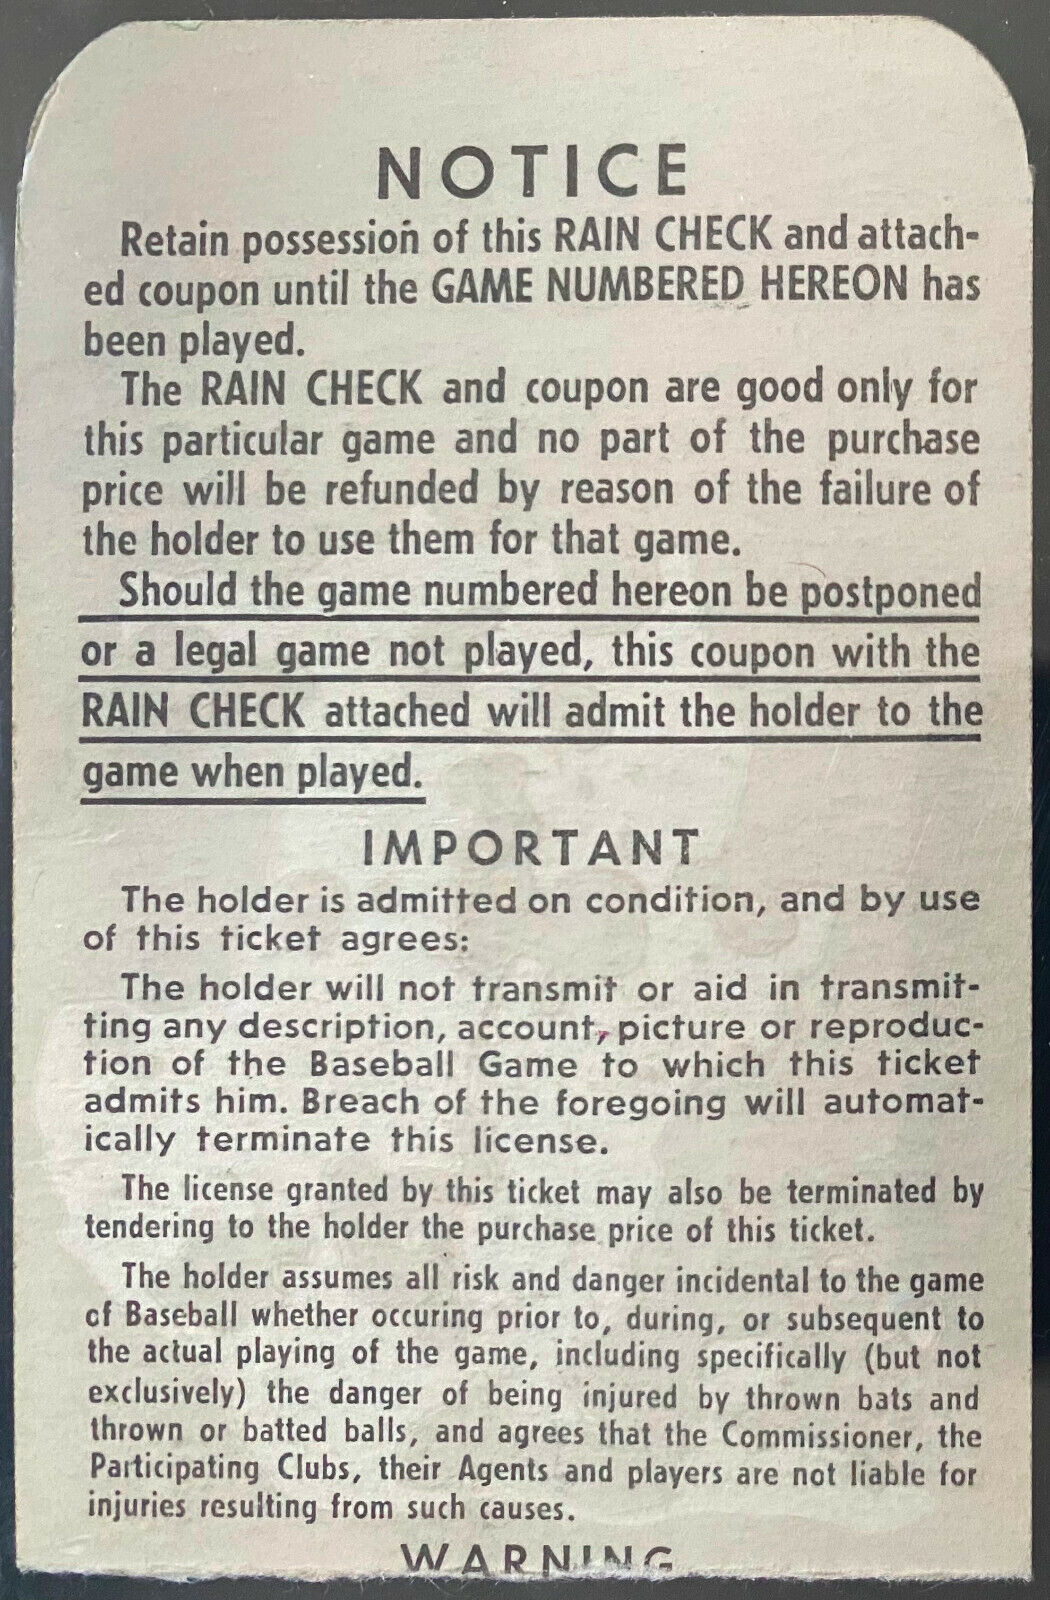 NOTICE
Retain possession of this RAIN CHECK and attach-
ed coupon until the GAME NUMBERED HEREON has
been played.
The RAIN CHECK and coupon are good only for
this particular game and no part of the purchase
price will be refunded by reason of the failure of
the holder to use them for that game.
Should the game numbered hereon be postponed
or a legal game not played, this coupon with the
RAIN CHECK attached will admit the holder to the
game when played.
IMPORTANT
The holder is admitted on condition, and by use
of this ticket agrees:
The holder will not transmit or aid in transmit-
ting any description, account, picture or reproduc-
tion of the Baseball Game to which this ticket
admits him. Breach of the foregoing will automat-
ically terminate this license.
The license granted by this ticket may also be terminated by
tendering to the holder the purchase price of this ticket.
The holder assumes all risk and danger incidental to the game
of Baseball whether occuring prior to, during, or subsequent to
the actual playing of the game, including specifically (but not
exclusively) the danger of being injured by thrown bats and
thrown or batted balls, and agrees that the Commissioner, the
Participating Clubs, their Agents and players are not liable for
injuries resulting from such causes.
WARNING